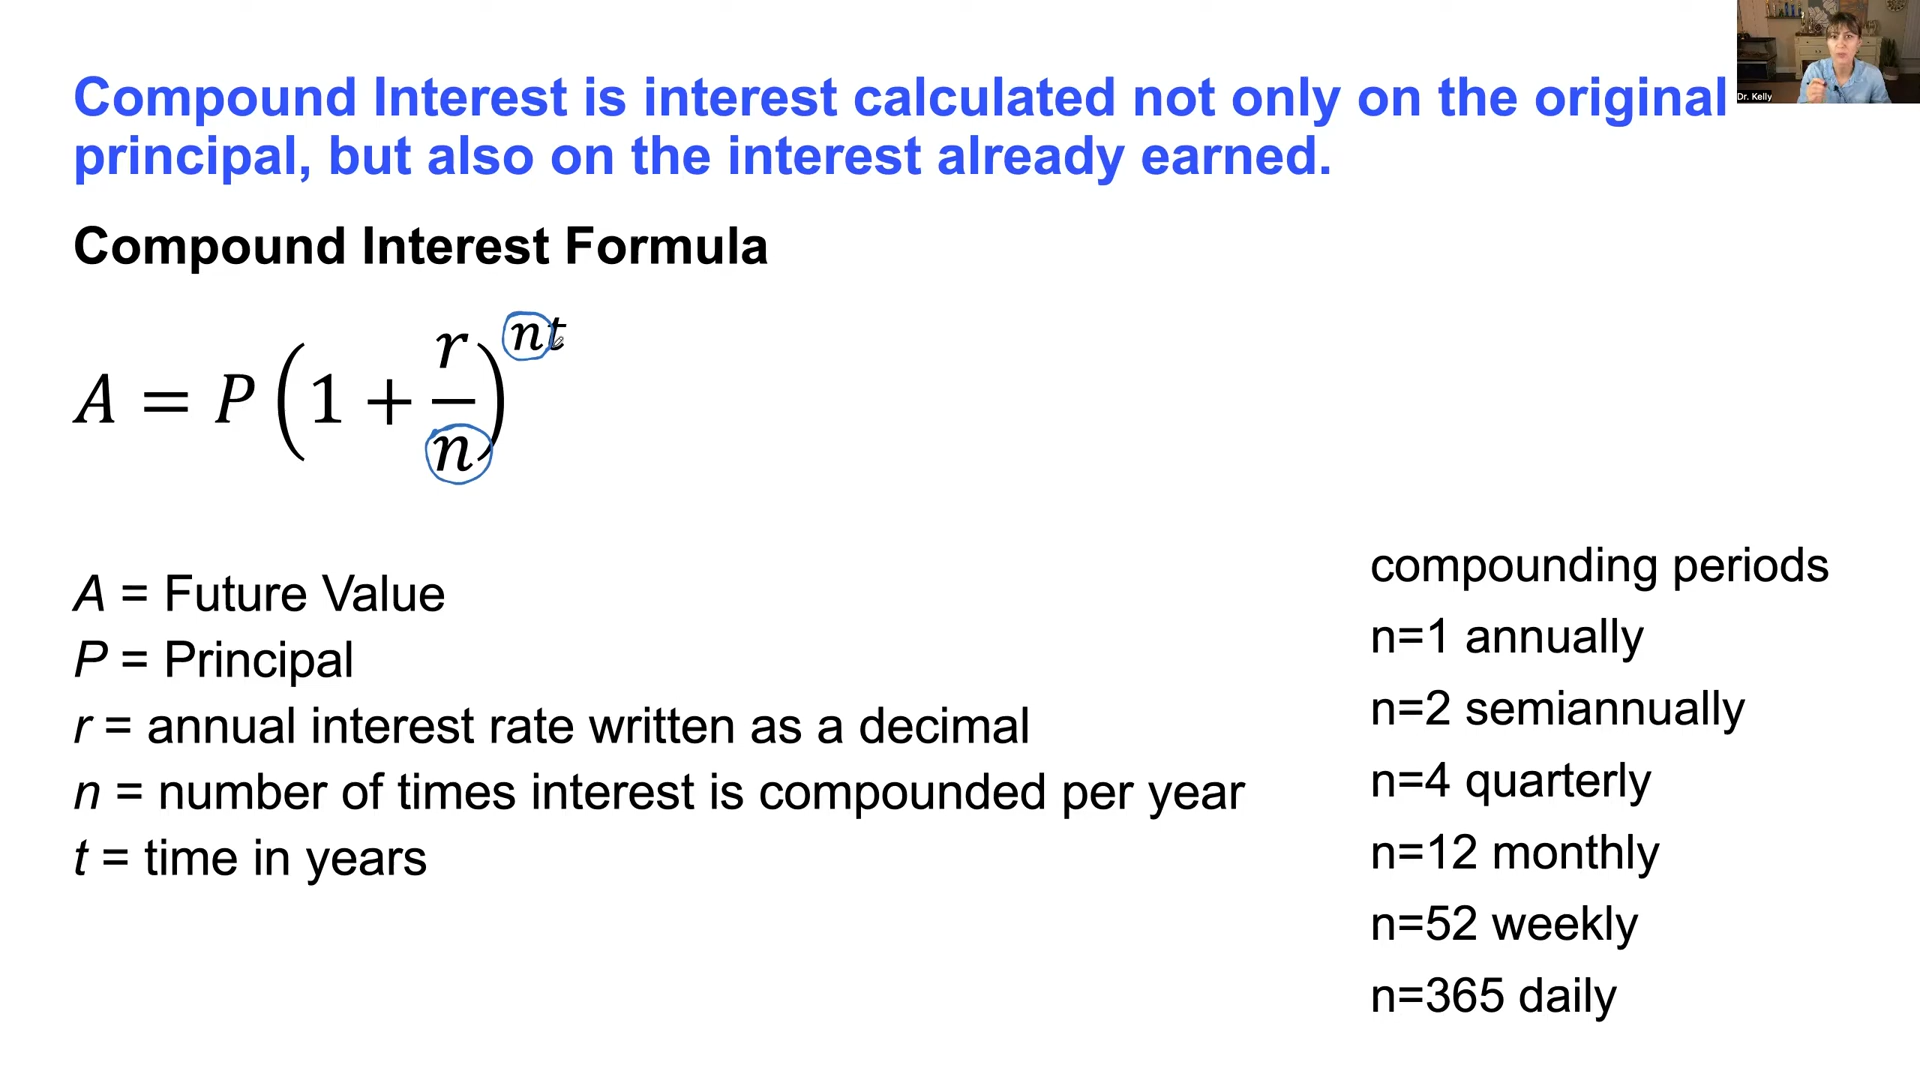 Compound Interest is interest calculated not only on the original
principal, but also on the interest already earned.
Dr. Kelly
Compound Interest Formula
A = P(1 + r/n)^{nt}
A = Future Value
P = Principal
r = annual interest rate written as a decimal
n = number of times interest is compounded per year
t = time in years
compounding periods
n=1 annually
n=2 semiannually
n=4 quarterly
n=12 monthly
n=52 weekly
n=365 daily